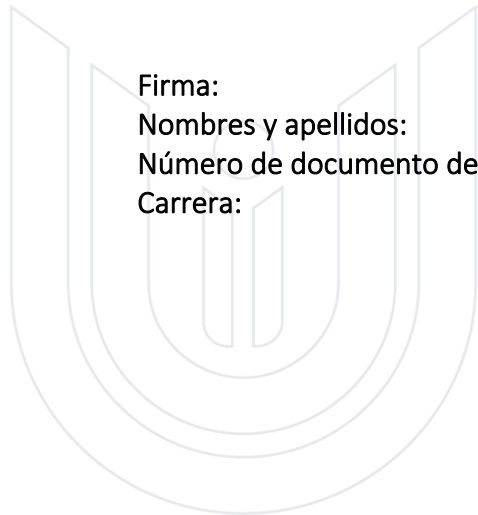 Firma:
Nombres y apellidos:
Número de documento de
Carrera: